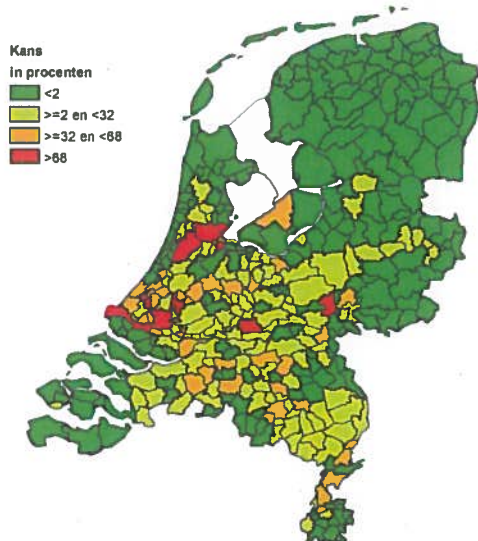 Kans
in procenten
<2
>=2 en <32
>=32 en <68
>68